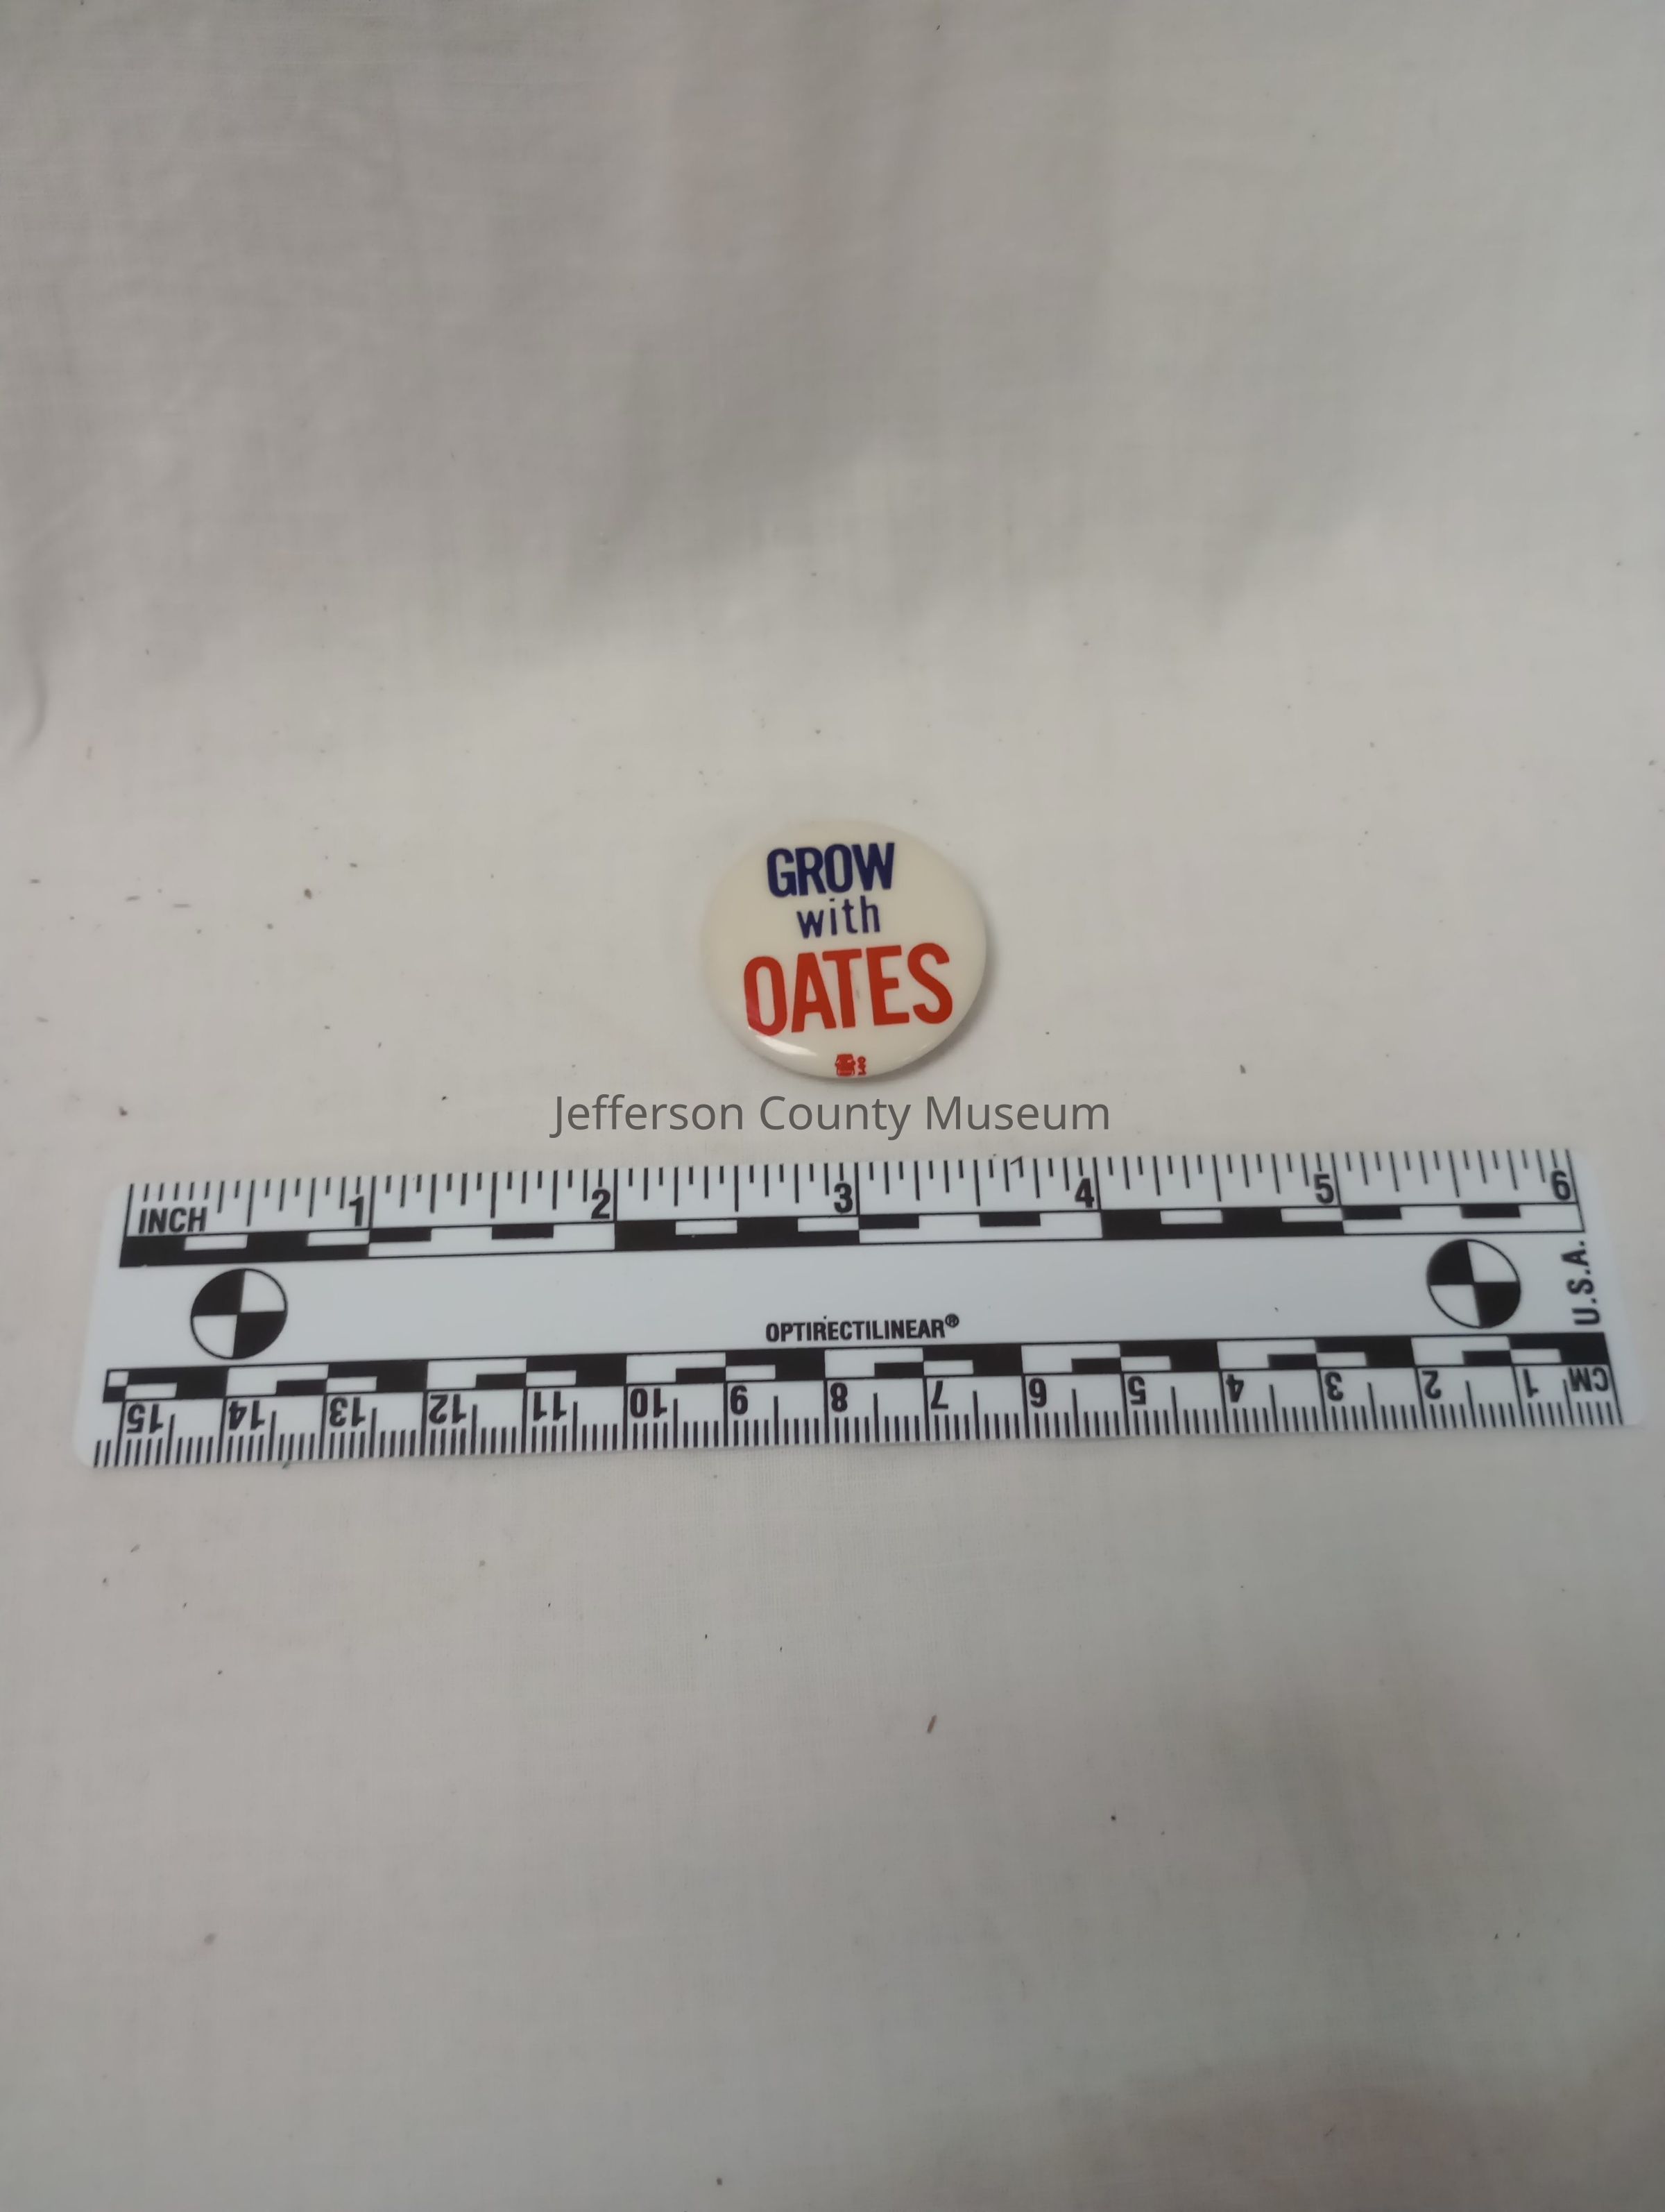 GROW
with
OATES
Jefferson County Museum
INCH 1 2 3 4 5 6
U.S.A.
OPTIRECTILINEAR®
15 14 13 12 11 10 9 8 7 6 5 4 3 2 1 CM